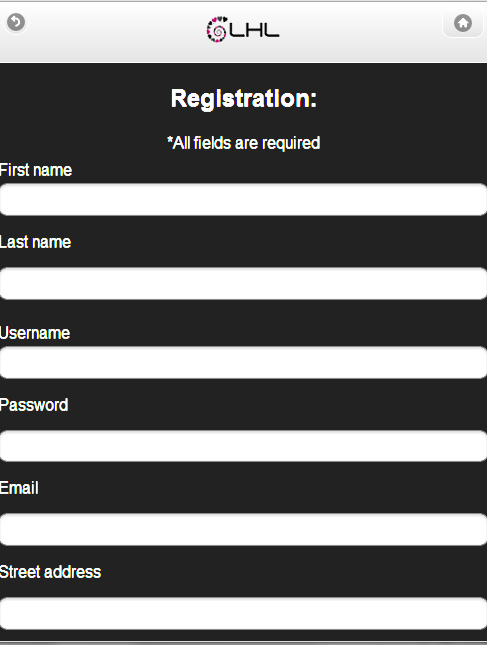 LHL
Registration:
*All fields are required
First name
Last name
Username
Password
Email
Street address